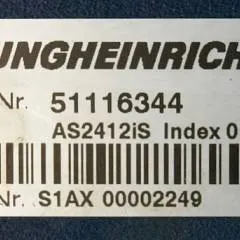 UNGHEINRICH
Nr. 51116344
AS2412iS Index 0
Nr. S1AX 00002249